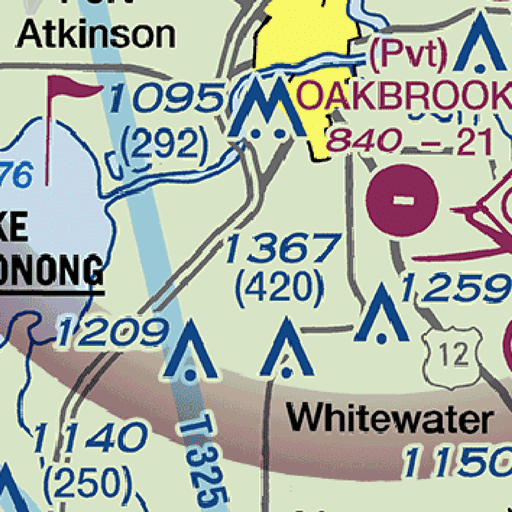 Atkinson
(Pvt)
1095
OAKBROOK
(292)
840 - 21
76
KE
ONONG
1367
(420)
1259
1209
12
Whitewater
1140
(250)
T 325
1150